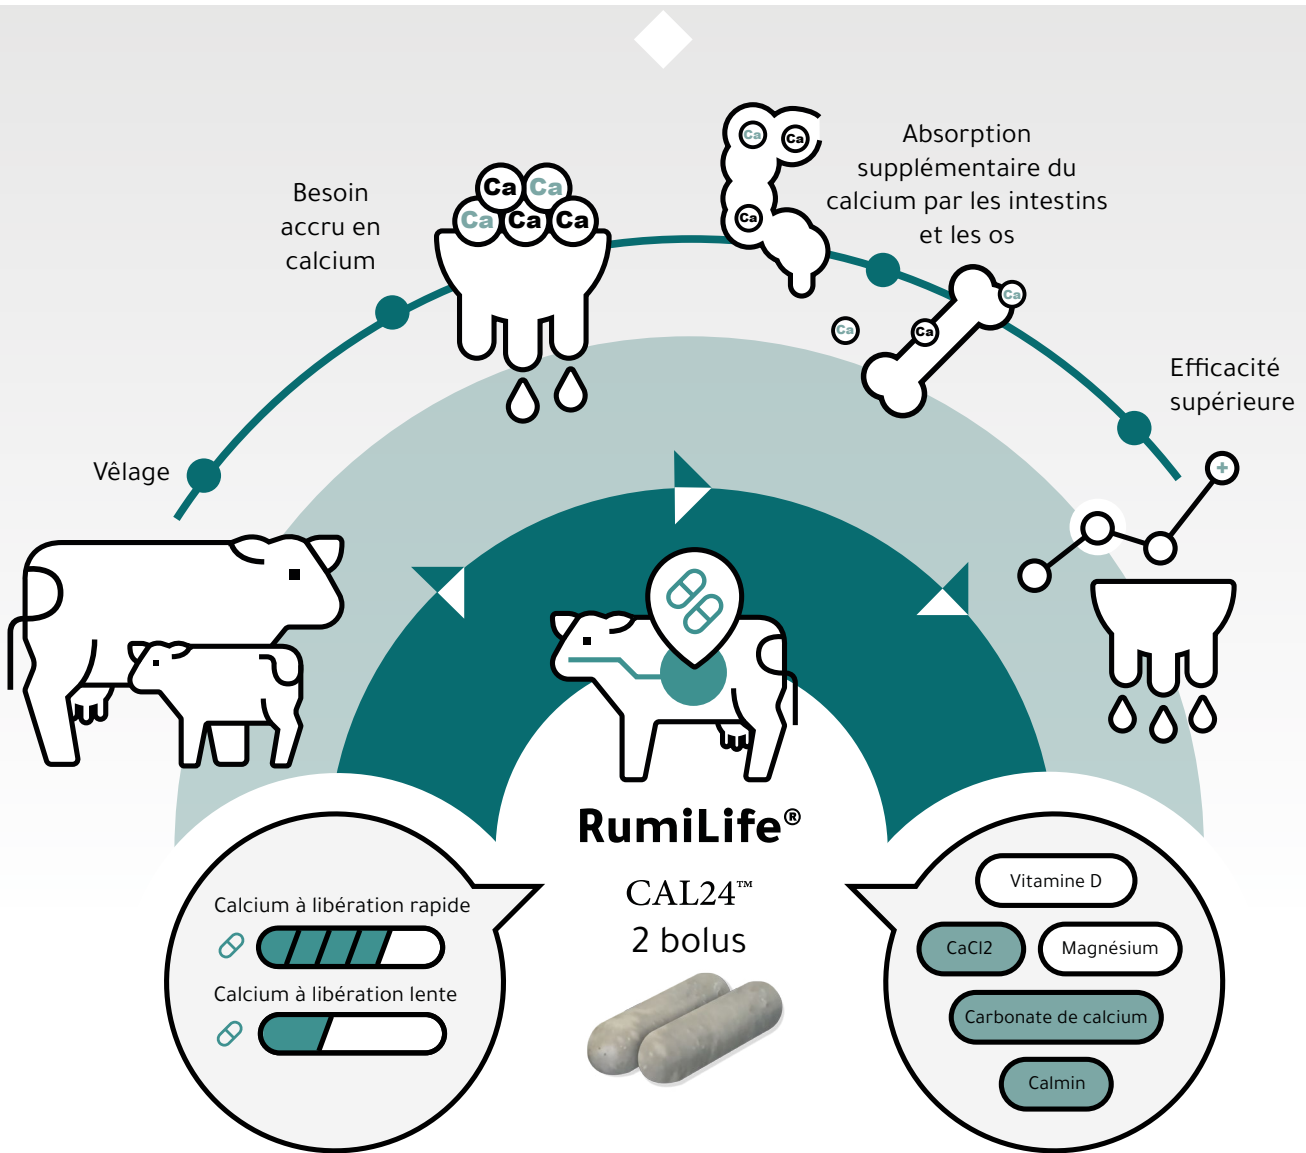 Absorption
supplémentaire du
calcium par les intestins
et les os
Ca
Ca
Ca
Besoin
accru en
calcium
Ca
Ca
Ca
Ca
Ca
Ca
Ca
Ca
Efficacité
supérieure
+
Vêlage
RumiLife®
CAL24™
2 bolus
Calcium à libération rapide
Calcium à libération lente
Vitamine D
CaCl2
Magnésium
Carbonate de calcium
Calmin